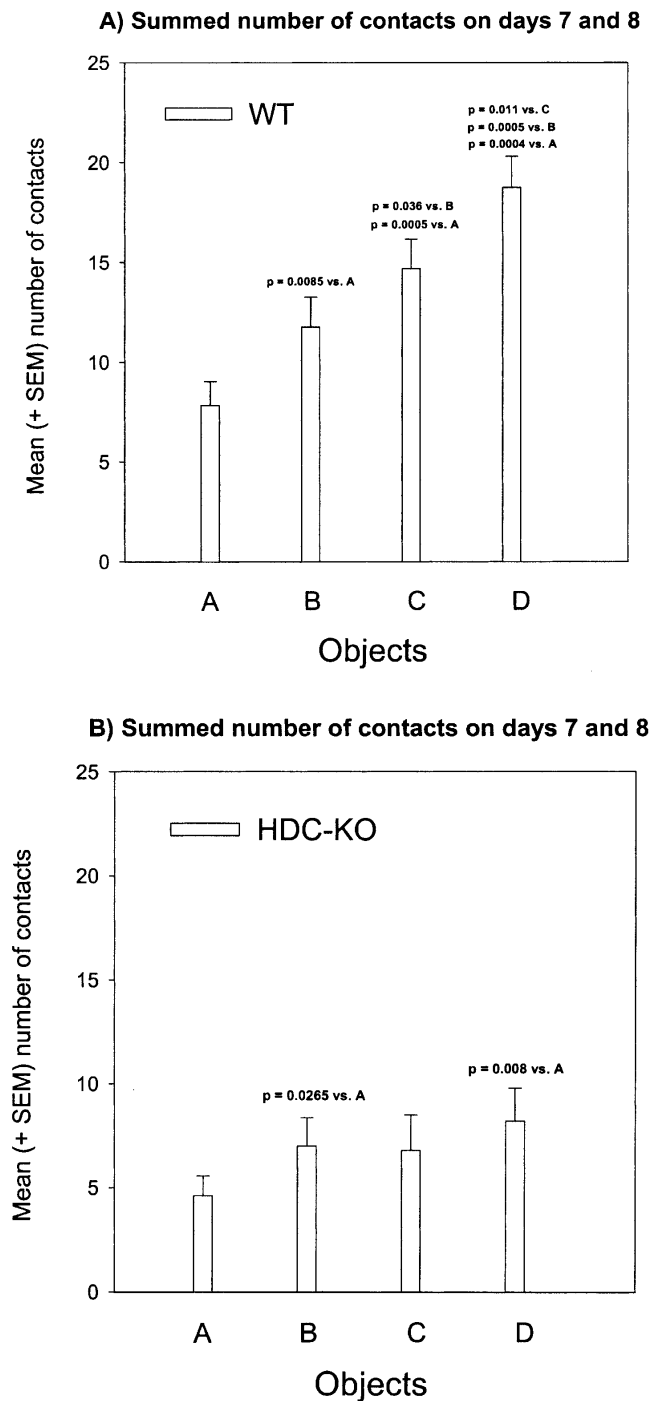 A) Summed number of contacts on days 7 and 8
Mean (+ SEM) number of contacts
25
20
15
10
5
0
WT
p = 0.0085 vs. A
p = 0.036 vs. B
p = 0.0005 vs. A
p = 0.011 vs. C
p = 0.0005 vs. B
p = 0.0004 vs. A
A B C D
Objects
B) Summed number of contacts on days 7 and 8
Mean (+ SEM) number of contacts
25
20
15
10
5
0
HDC-KO
p = 0.0265 vs. A
p = 0.008 vs. A
A B C D
Objects